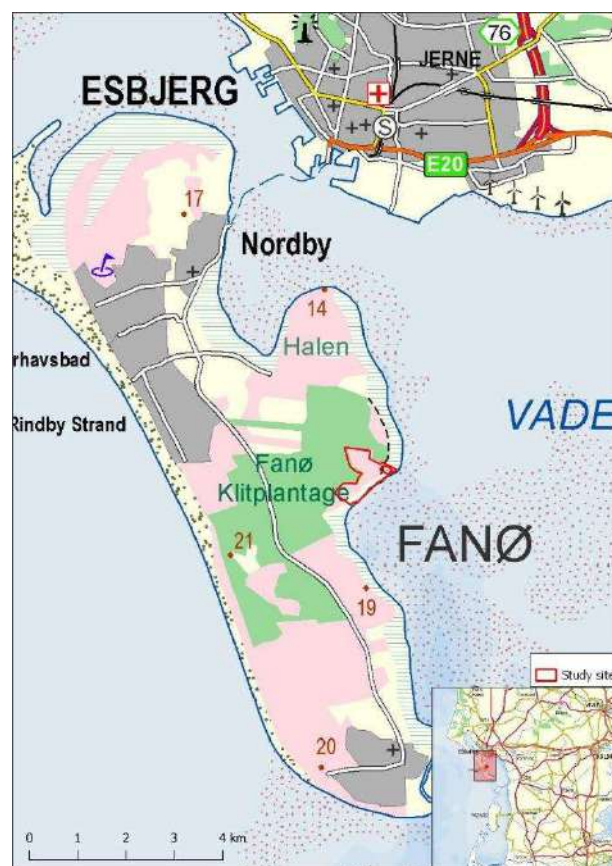 76
JERNE
ESBJERG
S
E20
17
Nordby
14
Halen
rhavsbad
Rindby Strand
VADE
Fanø
Klitplantage
FANØ
21
19
Study site
20
0 1 2 3 4 km